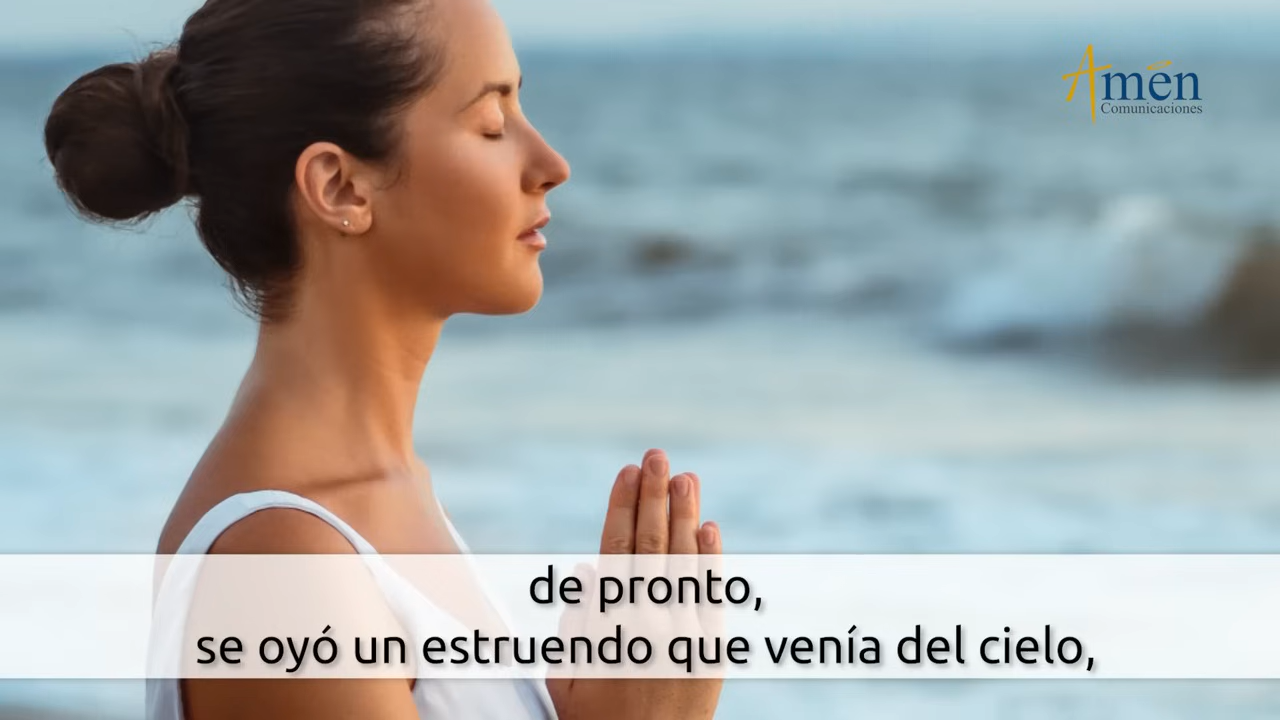 Amén
Comunicaciones
de pronto,
se oyó un estruendo que venía del cielo,